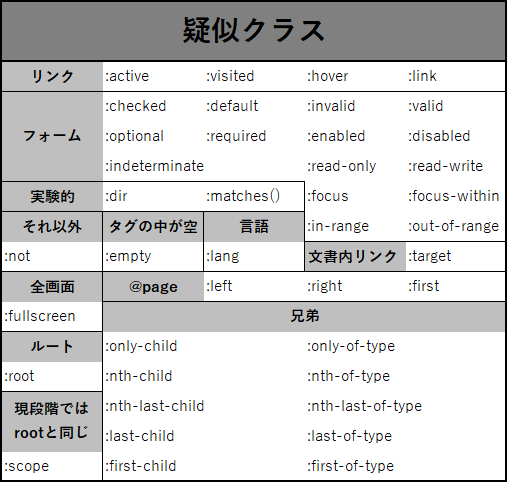 疑似クラス
リンク :active :visited :hover :link
フォーム :checked :default :invalid :valid
:optional :required :enabled :disabled
:indeterminate :read-only :read-write
実験的 :dir :matches() :focus :focus-within
それ以外 タグの中が空 言語 :in-range :out-of-range
:not :empty :lang 文書内リンク :target
全画面 @page :left :right :first
:fullscreen 兄弟
ルート :only-child :only-of-type
:root :nth-child :nth-of-type
現段階では :nth-last-child :nth-last-of-type
rootと同じ :last-child :last-of-type
:scope :first-child :first-of-type